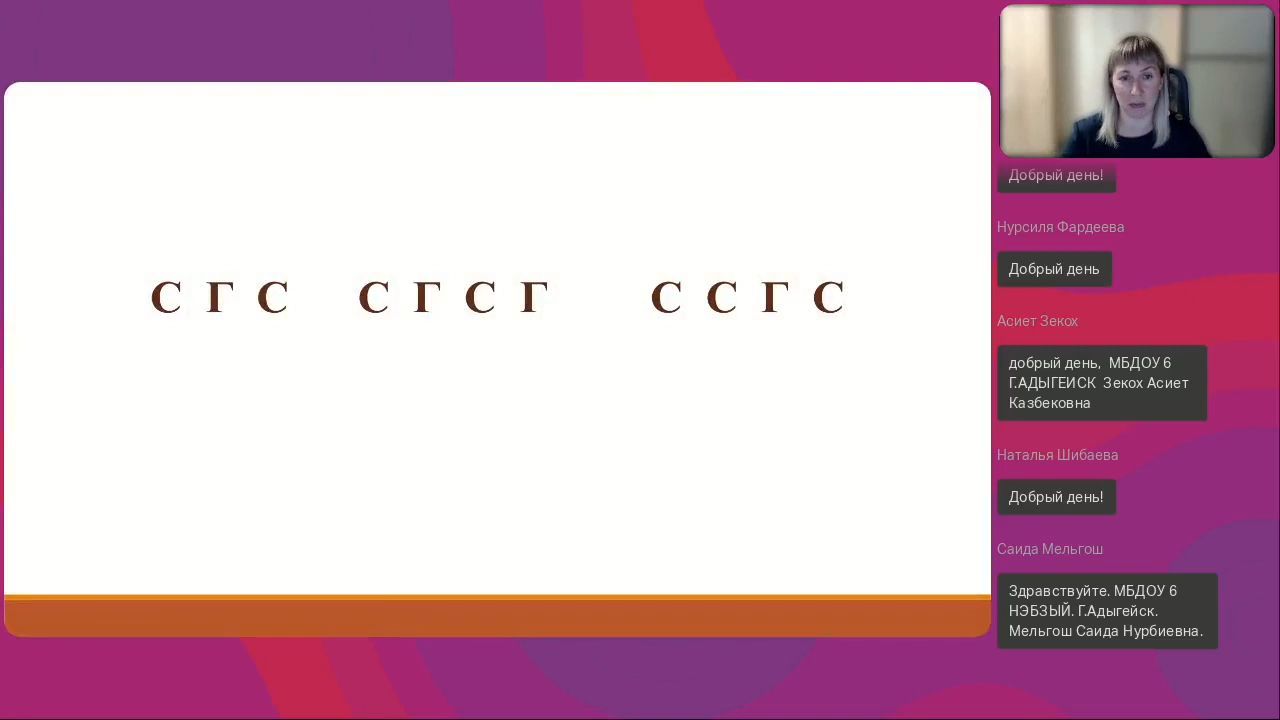 С Г С С Г С Г С С Г С
Добрый день!
Нурсиля Фардеева
Добрый день
Асиет Зекох
добрый день, МБДОУ 6
Г.АДЫГЕИСК Зекох Асиет
Казбековна
Наталья Шибаева
Добрый день!
Саида Мельгош
Здравствуйте. МБДОУ 6
НЭБЗЫЙ. Г.Адыгейск.
Мельгош Саида Нурбиевна.